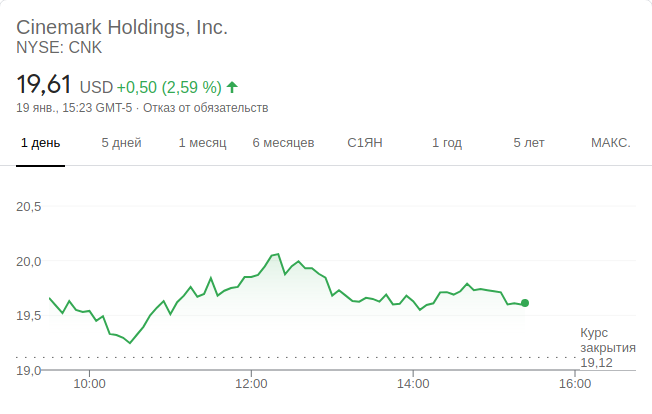 Cinemark Holdings, Inc.
NYSE: CNK
19,61 USD +0,50 (2,59 %)
19 янв., 15:23 GMT-5 · Отказ от обязательств
1 день 5 дней 1 месяц 6 месяцев С1ЯН 1 год 5 лет МАКС.
20,5
20,0
19,5
Курс
закрытия
19,12
19,0
10:00 12:00 14:00 16:00